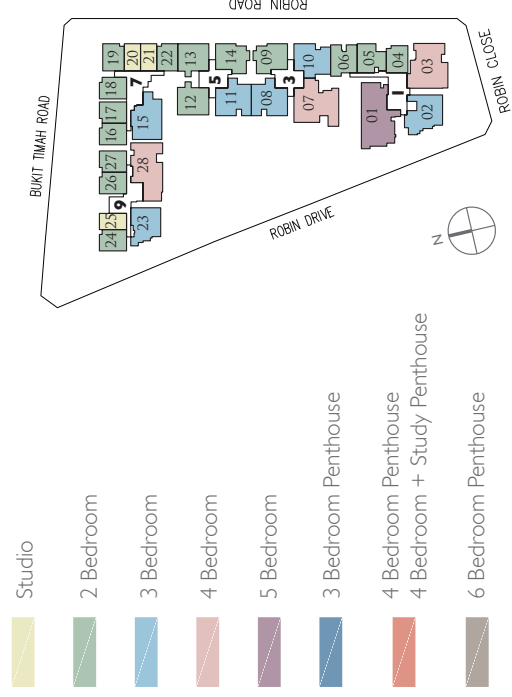 ROBIN ROAD
BUKIT TIMAH ROAD
ROBIN CLOSE
ROBIN DRIVE
N
19
20
21
22
13
14
09
10
06
05
04
03
18
7
5
3
1
17
16
15
12
11
08
07
01
02
27
26
28
9
25
24
23
Studio
2 Bedroom
3 Bedroom
4 Bedroom
5 Bedroom
3 Bedroom Penthouse
4 Bedroom Penthouse
4 Bedroom + Study Penthouse
6 Bedroom Penthouse